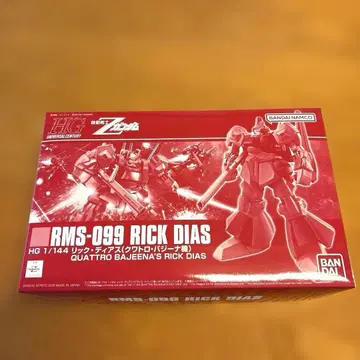 HG
UNIVERSAL CENTURY
機動戦士
Zガンダム
BANDAI NAMCO
RMS-099 RICK DIAS
HG 1/144 リック・ディアス(クワトロ・バジーナ機)
QUATTRO BAJEENA'S RICK DIAS
BAN
DAI
RMS-099 RICK DIAS